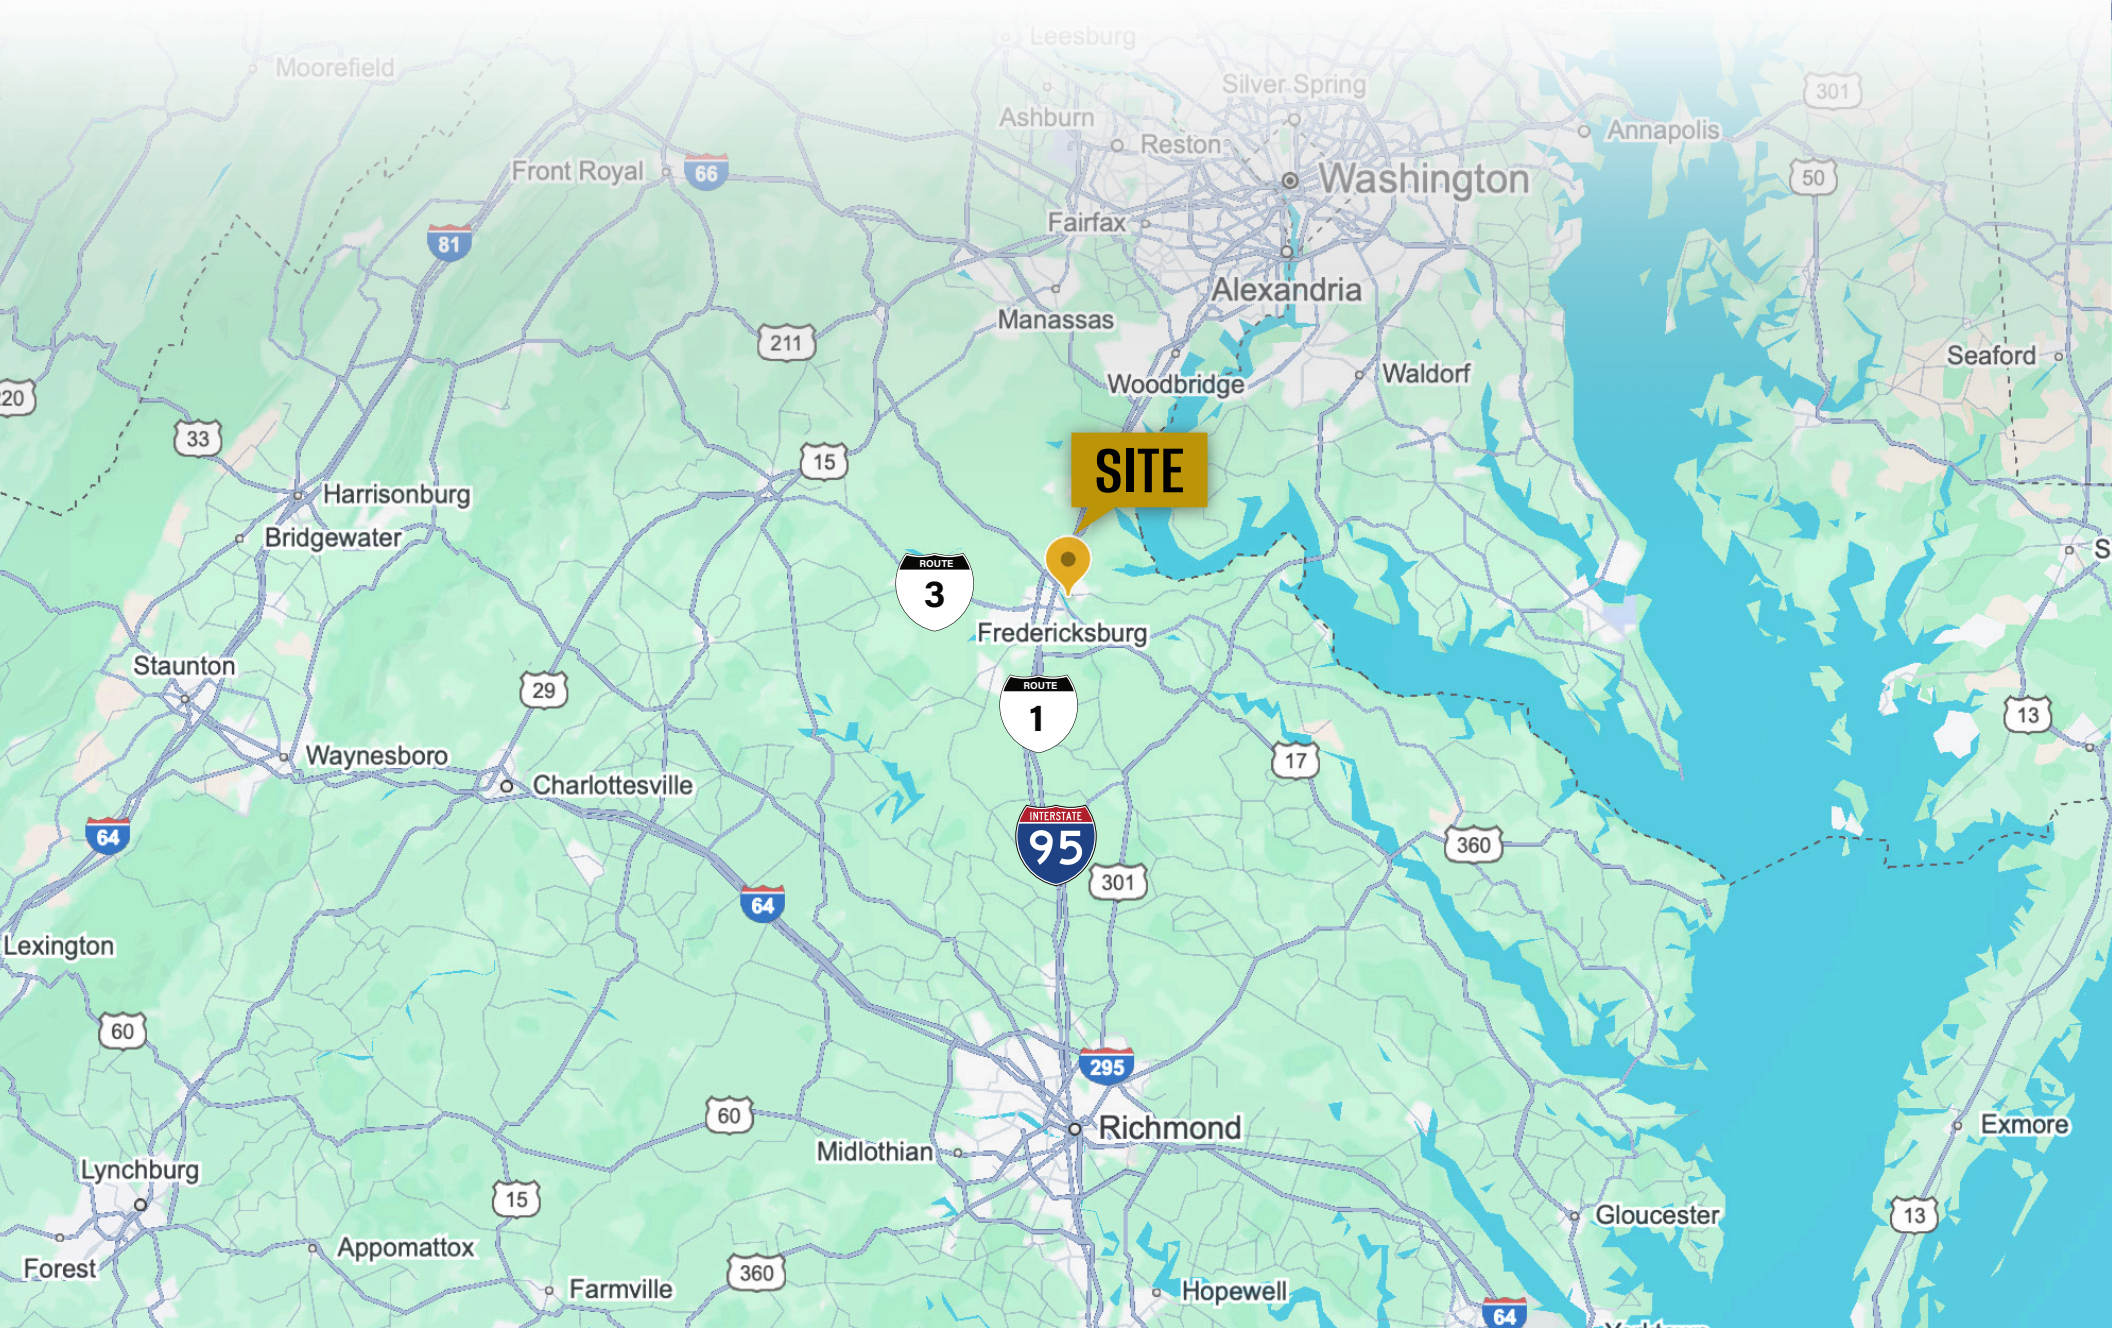 Leesburg
Moorefield
Silver Spring
301
Ashburn
Annapolis
Reston
Front Royal
66
50
Washington
Fairfax
81
Alexandria
Manassas
211
Seaford
Woodbridge
Waldorf
20
33
15
SITE
Harrisonburg
Bridgewater
S
ROUTE
3
Fredericksburg
Staunton
29
ROUTE
1
13
Waynesboro
17
Charlottesville
64
INTERSTATE
95
360
301
64
Lexington
60
295
60
Richmond
Exmore
Midlothian
Lynchburg
15
Gloucester
13
Appomattox
Forest
360
Farmville
Hopewell
64